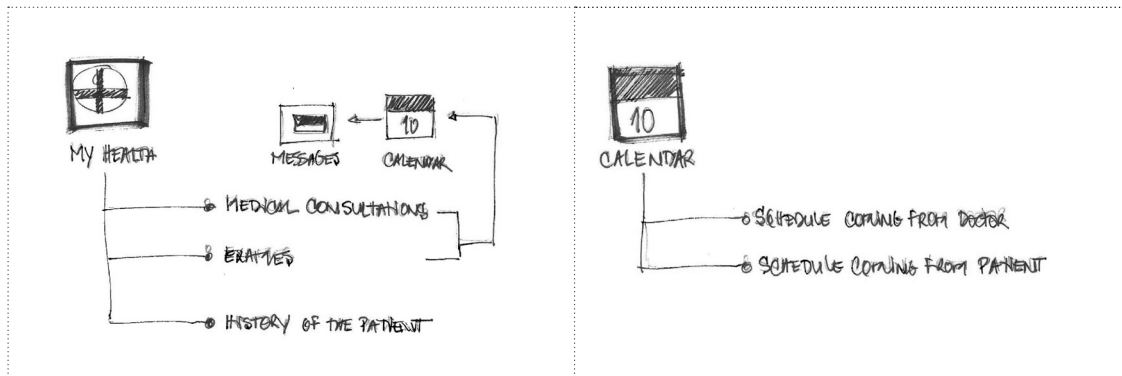 MY HEALTH
MESSAGES
10
CALENDAR
MEDICAL CONSULTATIONS
EXAMES
HISTORY OF THE PATIENT
10
CALENDAR
SCHEDULE COMING FROM DOCTOR
SCHEDULE COMING FROM PATIENT